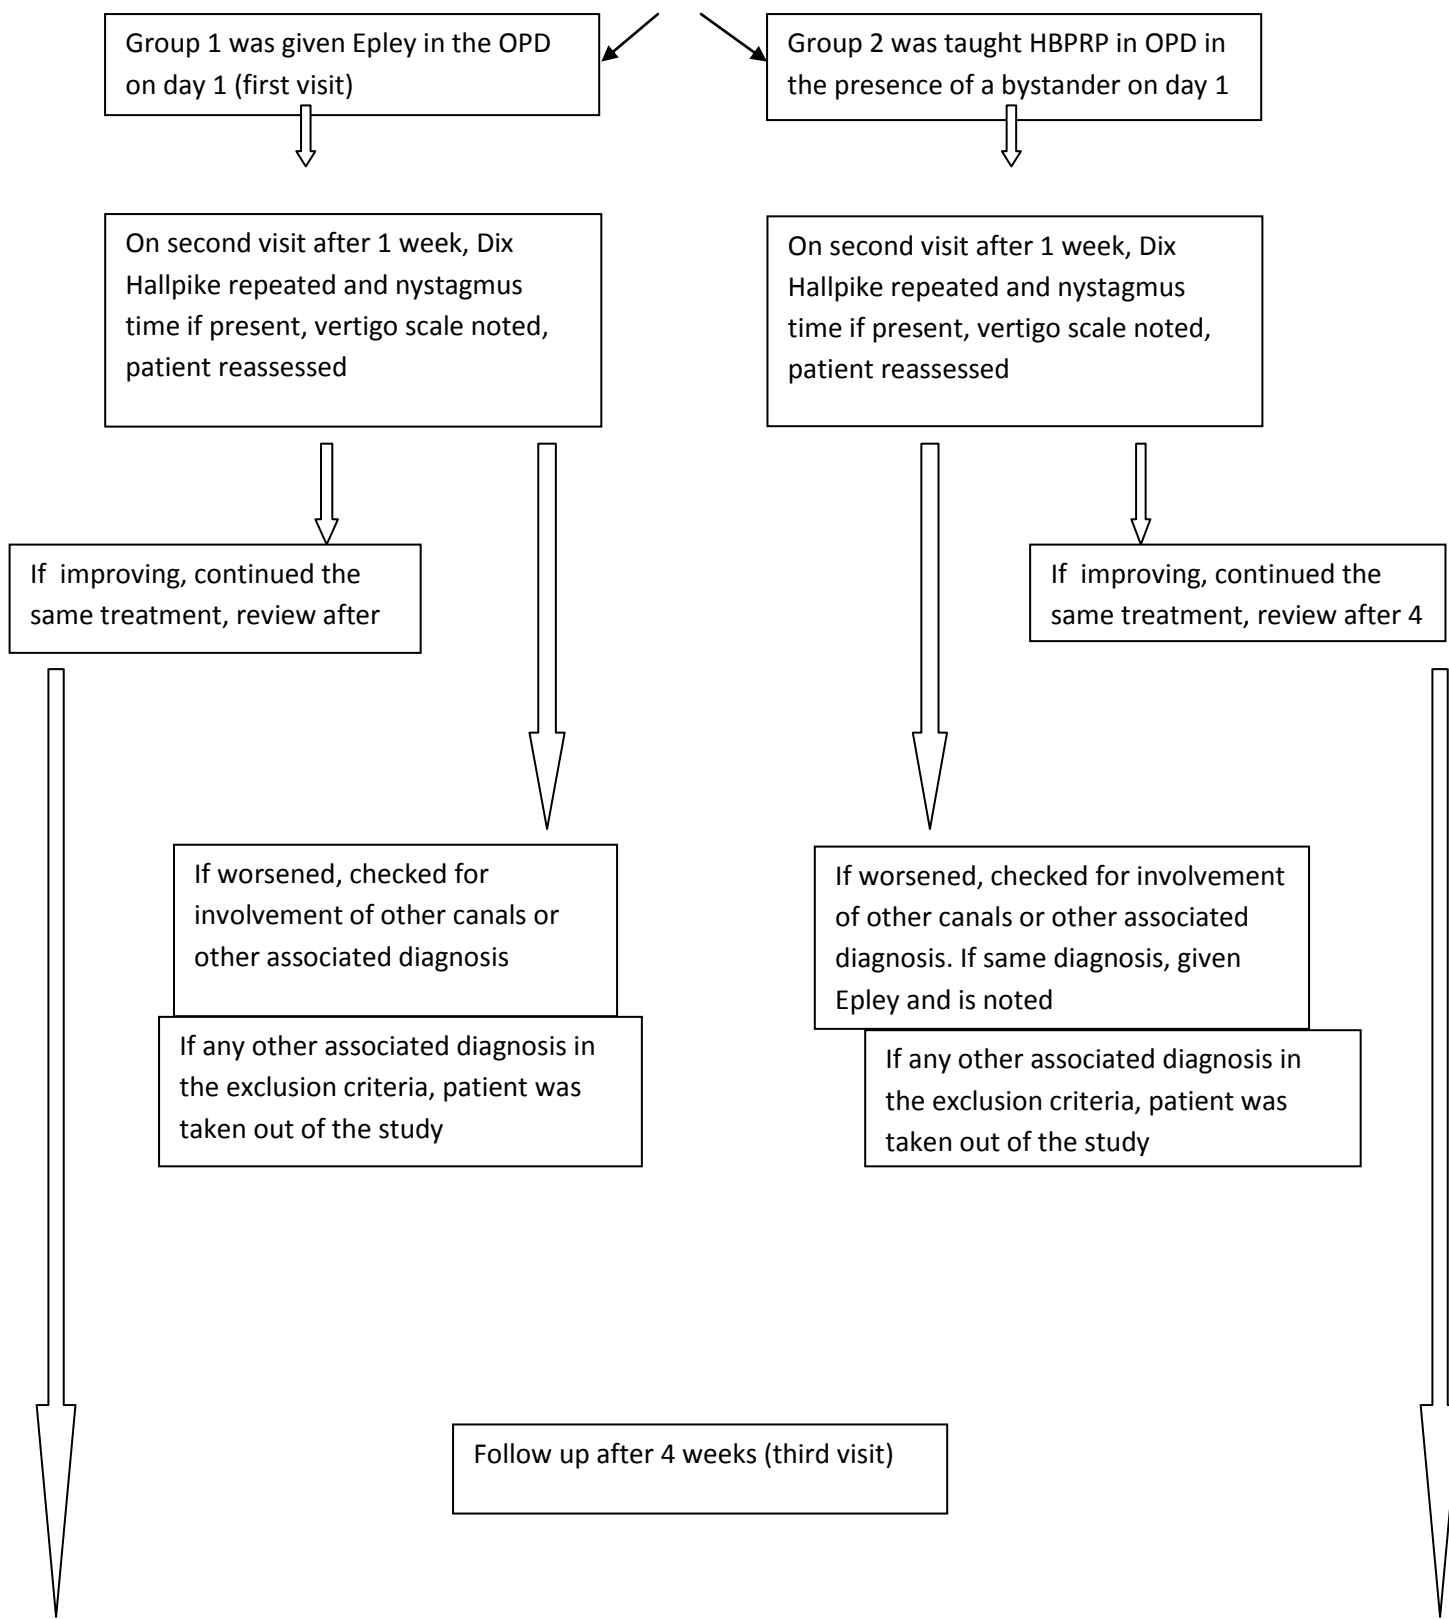 Group 1 was given Epley in the OPD
on day 1 (first visit)
Group 2 was taught HBPRP in OPD in
the presence of a bystander on day 1
On second visit after 1 week, Dix
Hallpike repeated and nystagmus
time if present, vertigo scale noted,
patient reassessed
On second visit after 1 week, Dix
Hallpike repeated and nystagmus
time if present, vertigo scale noted,
patient reassessed
If improving, continued the
same treatment, review after
If improving, continued the
same treatment, review after 4
If worsened, checked for
involvement of other canals or
other associated diagnosis
If worsened, checked for involvement
of other canals or other associated
diagnosis. If same diagnosis, given
Epley and is noted
If any other associated diagnosis in
the exclusion criteria, patient was
taken out of the study
If any other associated diagnosis in
the exclusion criteria, patient was
taken out of the study
Follow up after 4 weeks (third visit)